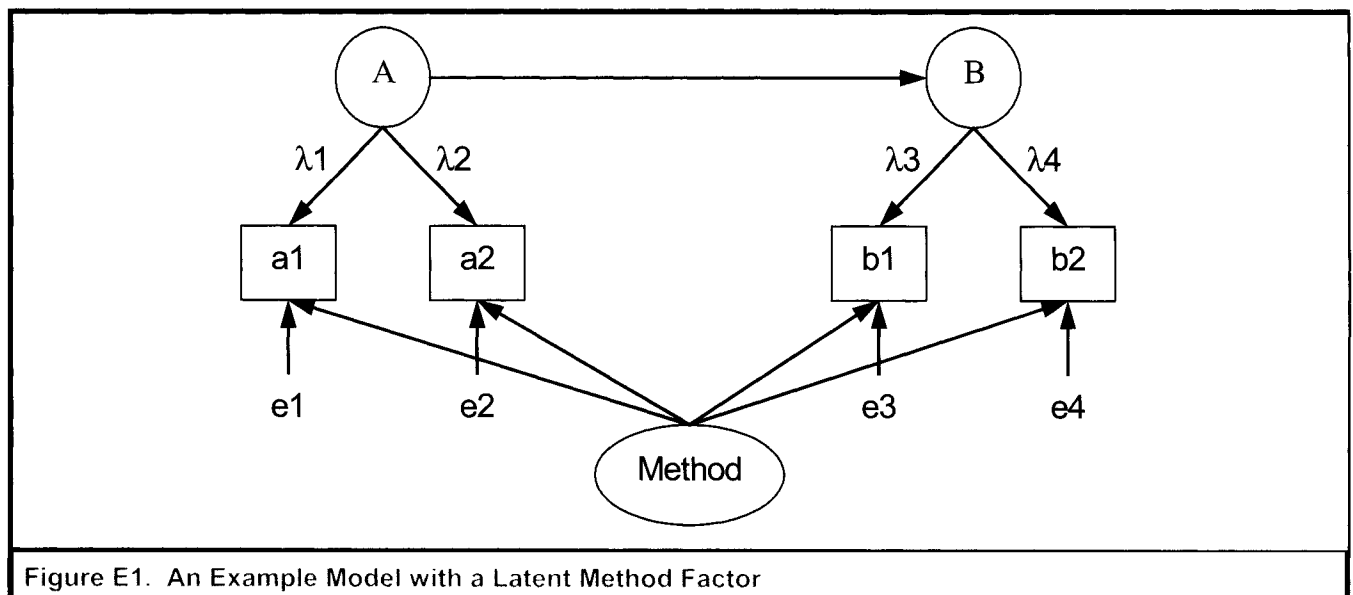 A B
λ1 λ2 λ3 λ4
a1 a2 b1 b2
e1 e2 e3 e4
Method
Figure E1. An Example Model with a Latent Method Factor